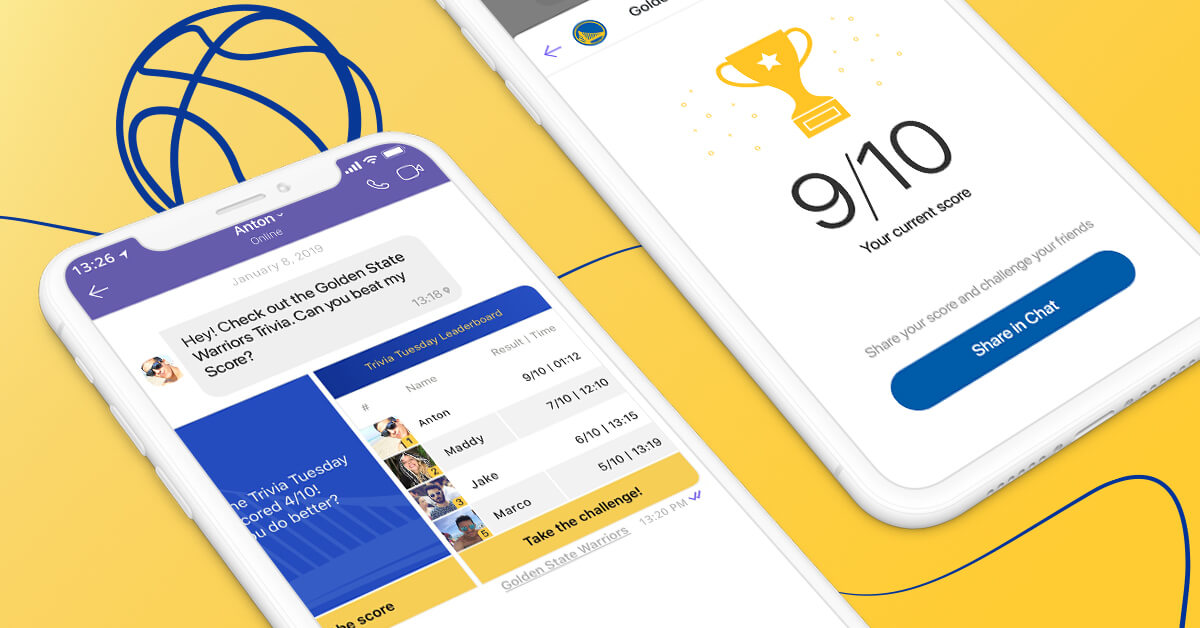 13:26
Anton
Online
January 8, 2019
Hey! Check out the Golden State
Warriors Trivia. Can you beat my
Score?
13:18
Trivia Tuesday
cored 4/10!
u do better?
he score
Trivia Tuesday Leaderboard
# Name Result | Time
1 Anton 9/10 | 01:12
2 Maddy 7/10 | 12:10
3 Jake 6/10 | 13:15
5 Marco 5/10 | 13:19
Take the challenge!
Golden State Warriors
13:20 PM
Golden
9/10
Your current score
Share your score and challenge your friends
Share in Chat